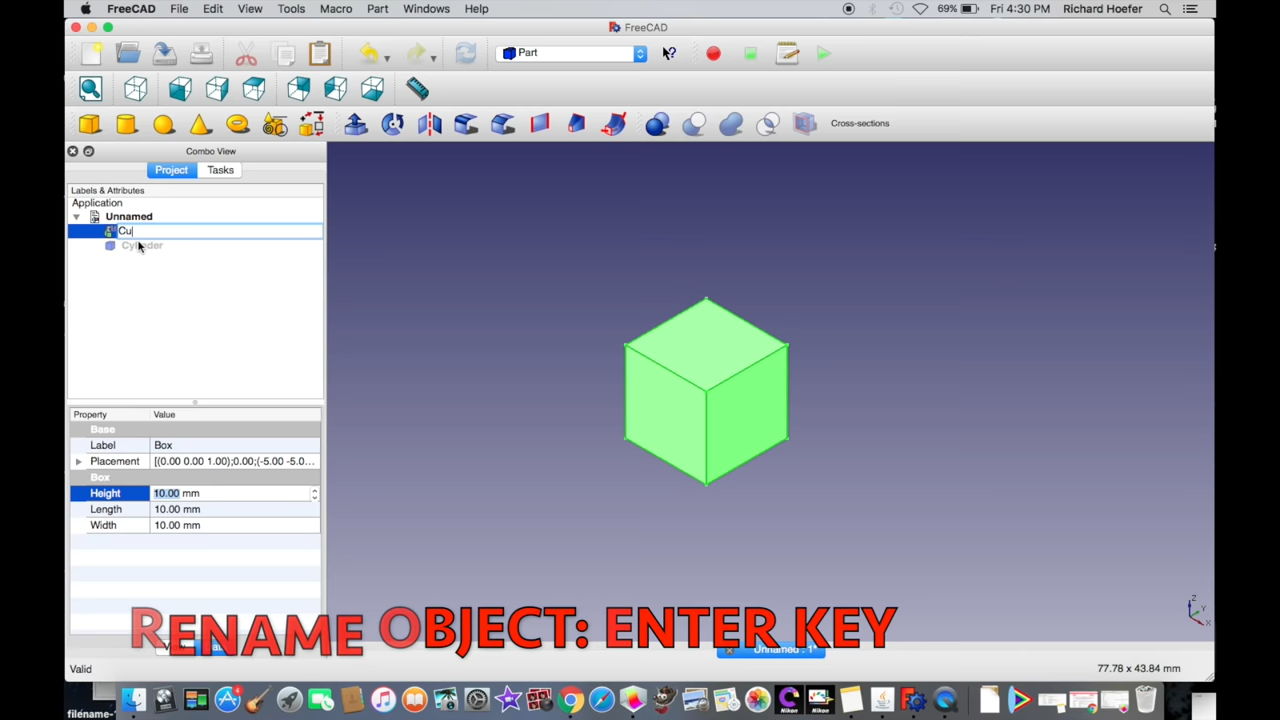 FreeCAD File Edit View Tools Macro Part Windows Help 69% Fri 4:30 PM Richard Hoefer
FreeCAD
Part
Cross-sections
Combo View
Project Tasks
Labels & Attributes
Application
Unnamed
Cu
Cylinder
Property Value
Base
Label Box
Placement [(0.00 0.00 1.00);0.00;(-5.00 -5.0...
Box
Height 10.00 mm
Length 10.00 mm
Width 10.00 mm
RENAME OBJECT: ENTER KEY
Unnamed : 1*
Valid 77.78 x 43.84 mm
filename-